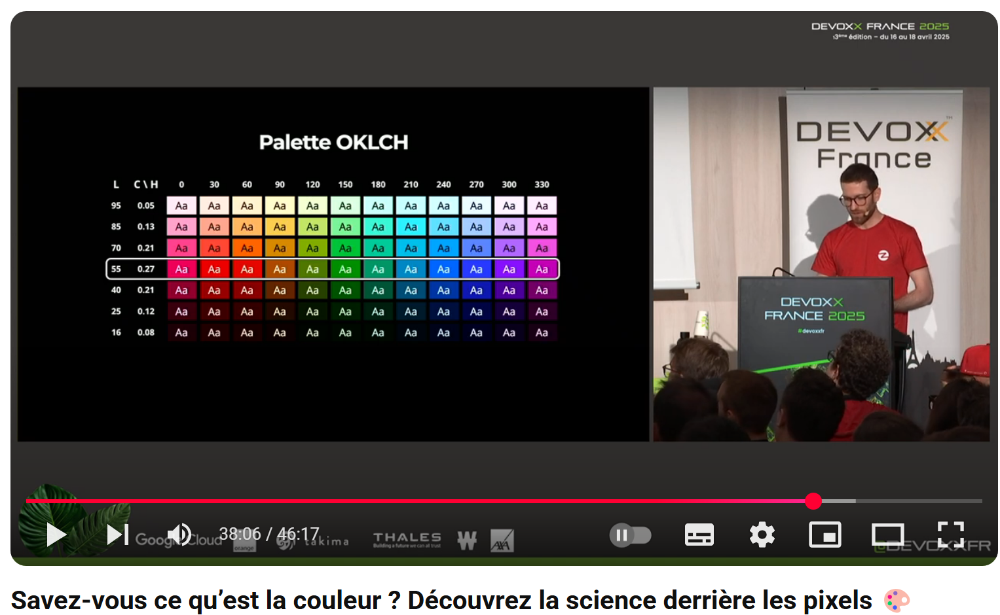 DEVOXX FRANCE 2025
13ème édition – du 16 au 18 avril 2025
Palette OKLCH
L C \ H 0 30 60 90 120 150 180 210 240 270 300 330
95 0.05 Aa Aa Aa Aa Aa Aa Aa Aa Aa Aa Aa Aa
85 0.13 Aa Aa Aa Aa Aa Aa Aa Aa Aa Aa Aa Aa
70 0.21 Aa Aa Aa Aa Aa Aa Aa Aa Aa Aa Aa Aa
55 0.27 Aa Aa Aa Aa Aa Aa Aa Aa Aa Aa Aa Aa
40 0.21 Aa Aa Aa Aa Aa Aa Aa Aa Aa Aa Aa Aa
25 0.12 Aa Aa Aa Aa Aa Aa Aa Aa Aa Aa Aa Aa
16 0.08 Aa Aa Aa Aa Aa Aa Aa Aa Aa Aa Aa Aa
DEVOXX TM
France
DEVOXX
FRANCE 2025
#devoxxfr
38:06 / 46:17
Google Cloud
orange
takima
THALES
Building a future we can all trust
W
AXA
@DEVOXXFR
Savez-vous ce qu’est la couleur ? Découvrez la science derrière les pixels 🎨